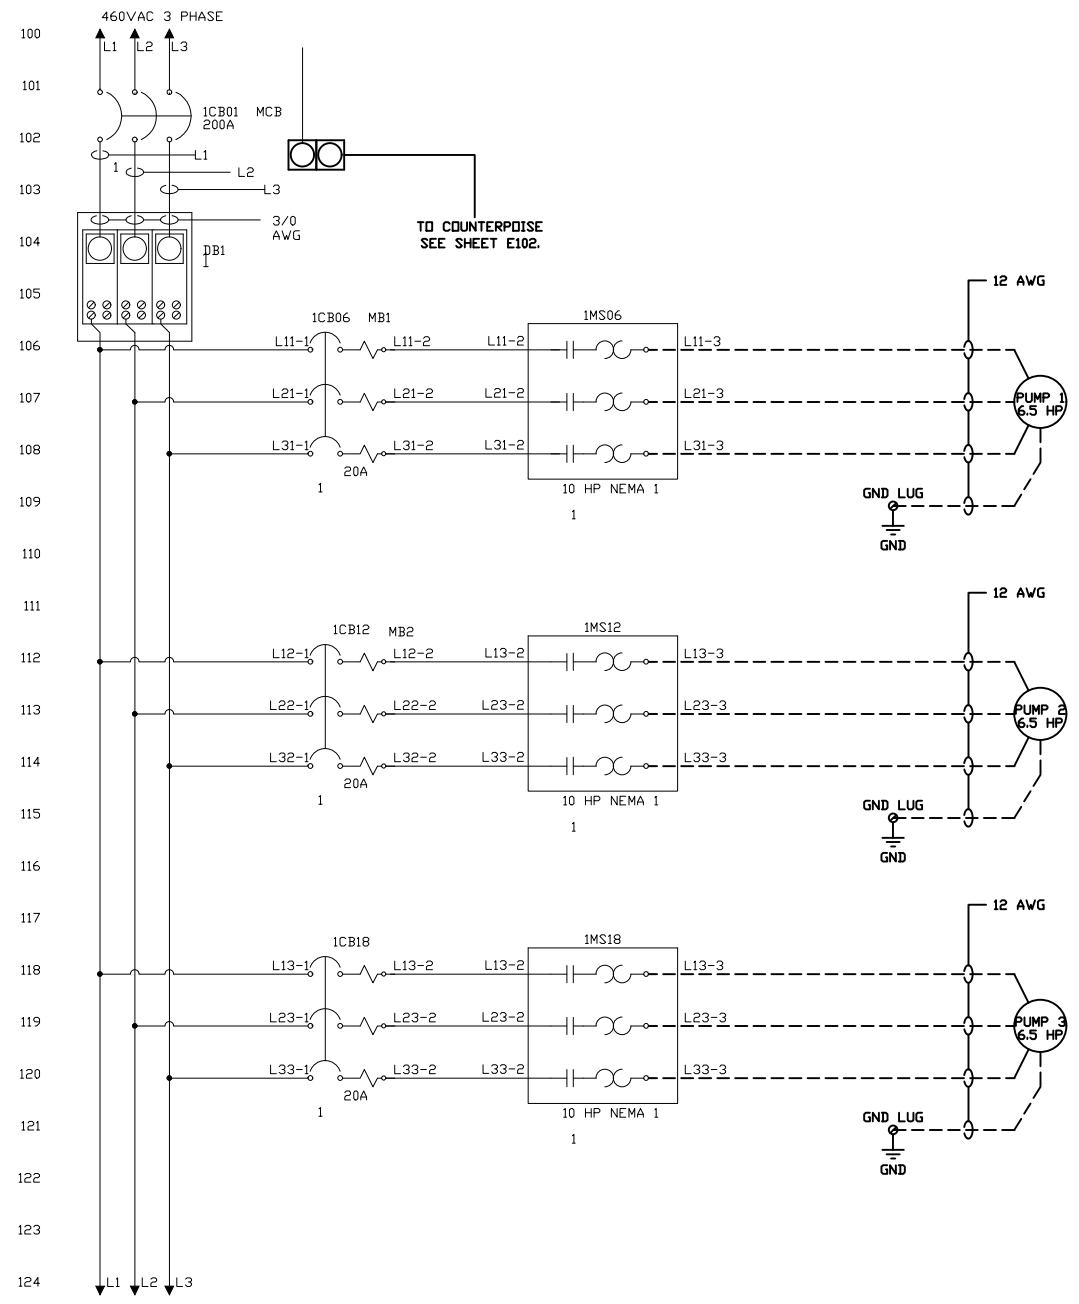 460VAC 3 PHASE
100
L1 L2 L3
101
1CB01 MCB
200A
102
L1
1
L2
103
L3
3/0
AWG
TO COUNTERPOISE
SEE SHEET E102.
104
DB1
1
12 AWG
105
1CB06 MB1
1MS06
106
L11-1 L11-2 L11-2 L11-3
107
L21-1 L21-2 L21-2 L21-3
PUMP 1
6.5 HP
108
L31-1 L31-2 L31-2 L31-3
20A
1
10 HP NEMA 1
GND LUG
109
1
GND
110
12 AWG
111
1CB12 MB2
1MS12
112
L12-1 L12-2 L13-2 L13-3
113
L22-1 L22-2 L23-2 L23-3
PUMP 2
6.5 HP
114
L32-1 L32-2 L33-2 L33-3
20A
1
10 HP NEMA 1
GND LUG
115
1
GND
116
12 AWG
117
1CB18
1MS18
118
L13-1 L13-2 L13-2 L13-3
119
L23-1 L23-2 L23-2 L23-3
PUMP 3
6.5 HP
120
L33-1 L33-2 L33-2 L33-3
20A
1
10 HP NEMA 1
GND LUG
121
1
GND
122
123
124
L1 L2 L3